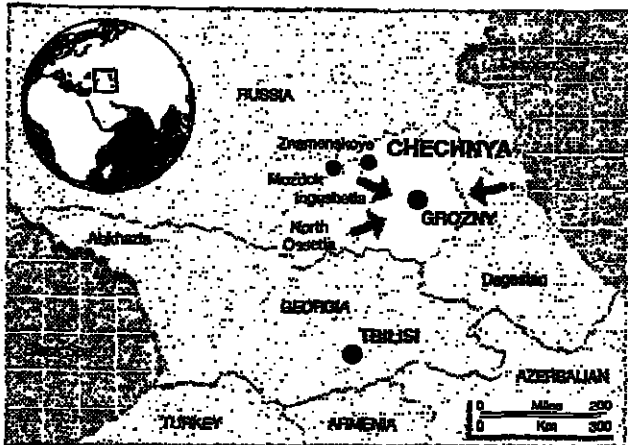 RUSSIA
Znamenskoye
CHECHNYA
Mozdok
Ingoshetia
GROZNY
North
Ossetia
Abkhazia
Dagestan
GEORGIA
TBILISI
AZERBAIJAN
TURKEY
ARMENIA
0 Miles 200
0 Km 300